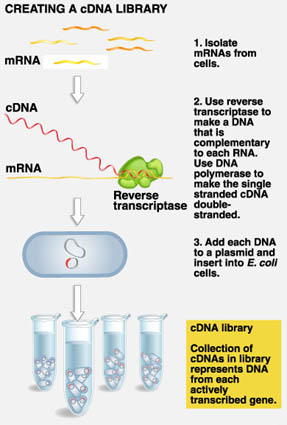 CREATING A cDNA LIBRARY
mRNA
1. Isolate
mRNAs from
cells.
cDNA
mRNA
Reverse
transcriptase
2. Use reverse
transcriptase to
make a DNA
that is
complementary
to each RNA.
Use DNA
polymerase to
make the single
stranded cDNA
double-
stranded.
3. Add each DNA
to a plasmid and
insert into E. coli
cells.
cDNA library
Collection of
cDNAs in library
represents DNA
from each
actively
transcribed gene.